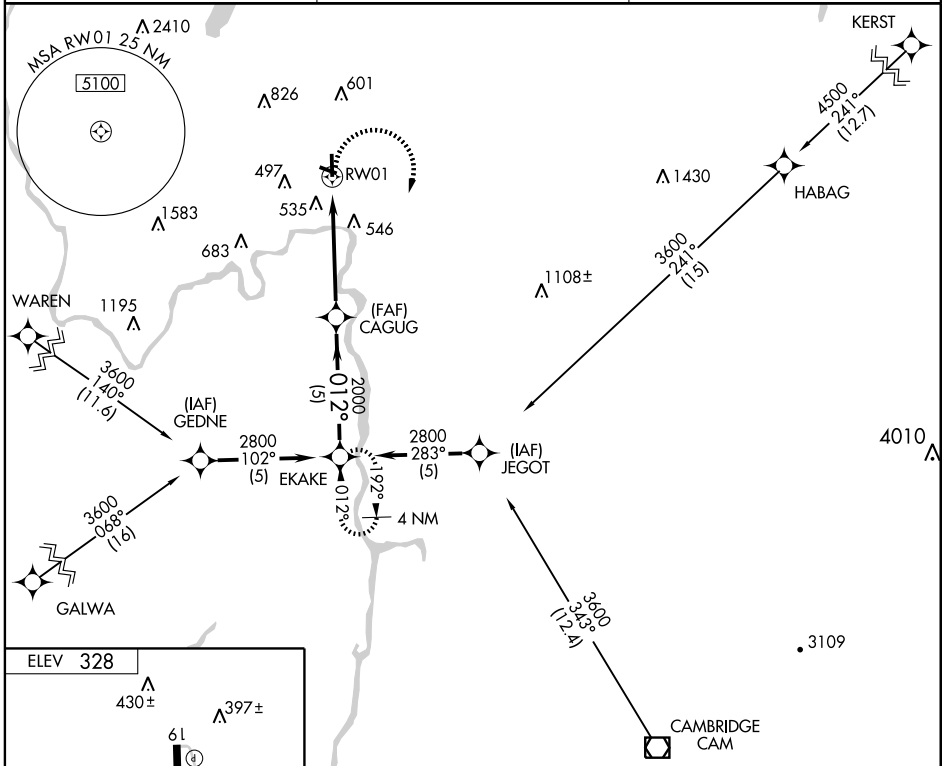 2410
KERST
MSA RW01 25 NM
5100
826
601
4500
241°
(12.7)
497
RW01
1430
HABAG
535
546
1583
683
3600
241°
(15)
1108±
WAREN
1195
(FAF)
CAGUG
3600
140°
(11.6)
(IAF)
GEDNE
2000
012°
(5)
2800
102°
(5)
EKAKE
2800
283°
(5)
(IAF)
JEGOT
4010
192°
012°
4 NM
3600
068°
(16)
GALWA
3600
343°
(12.4)
3109
ELEV 328
430±
397±
19
R
CAMBRIDGE
CAM